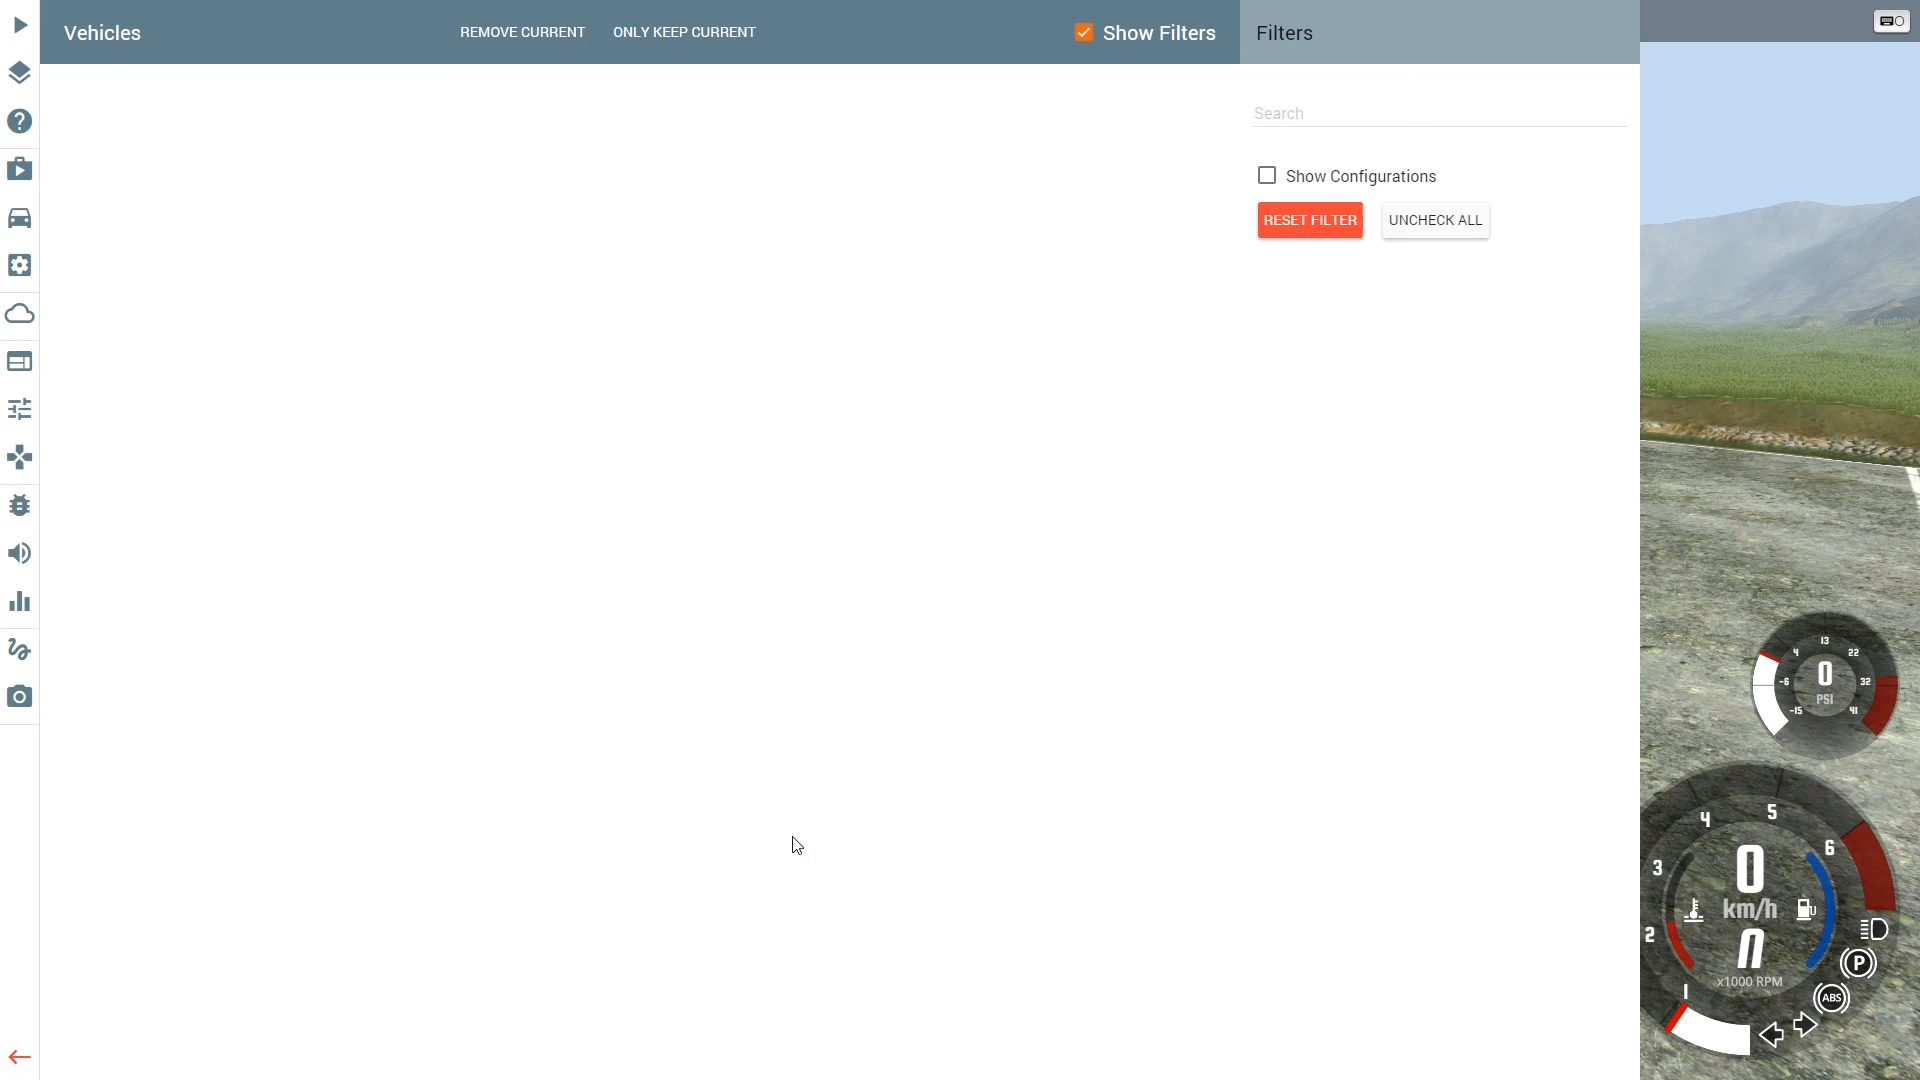 Vehicles
REMOVE CURRENT
ONLY KEEP CURRENT
Show Filters
Filters
Search
Show Configurations
RESET FILTER
UNCHECK ALL
13
4
22
-6
0
32
PSI
-15
41
5
4
6
3
0
km/h
2
n
P
x1000 RPM
1
ABS